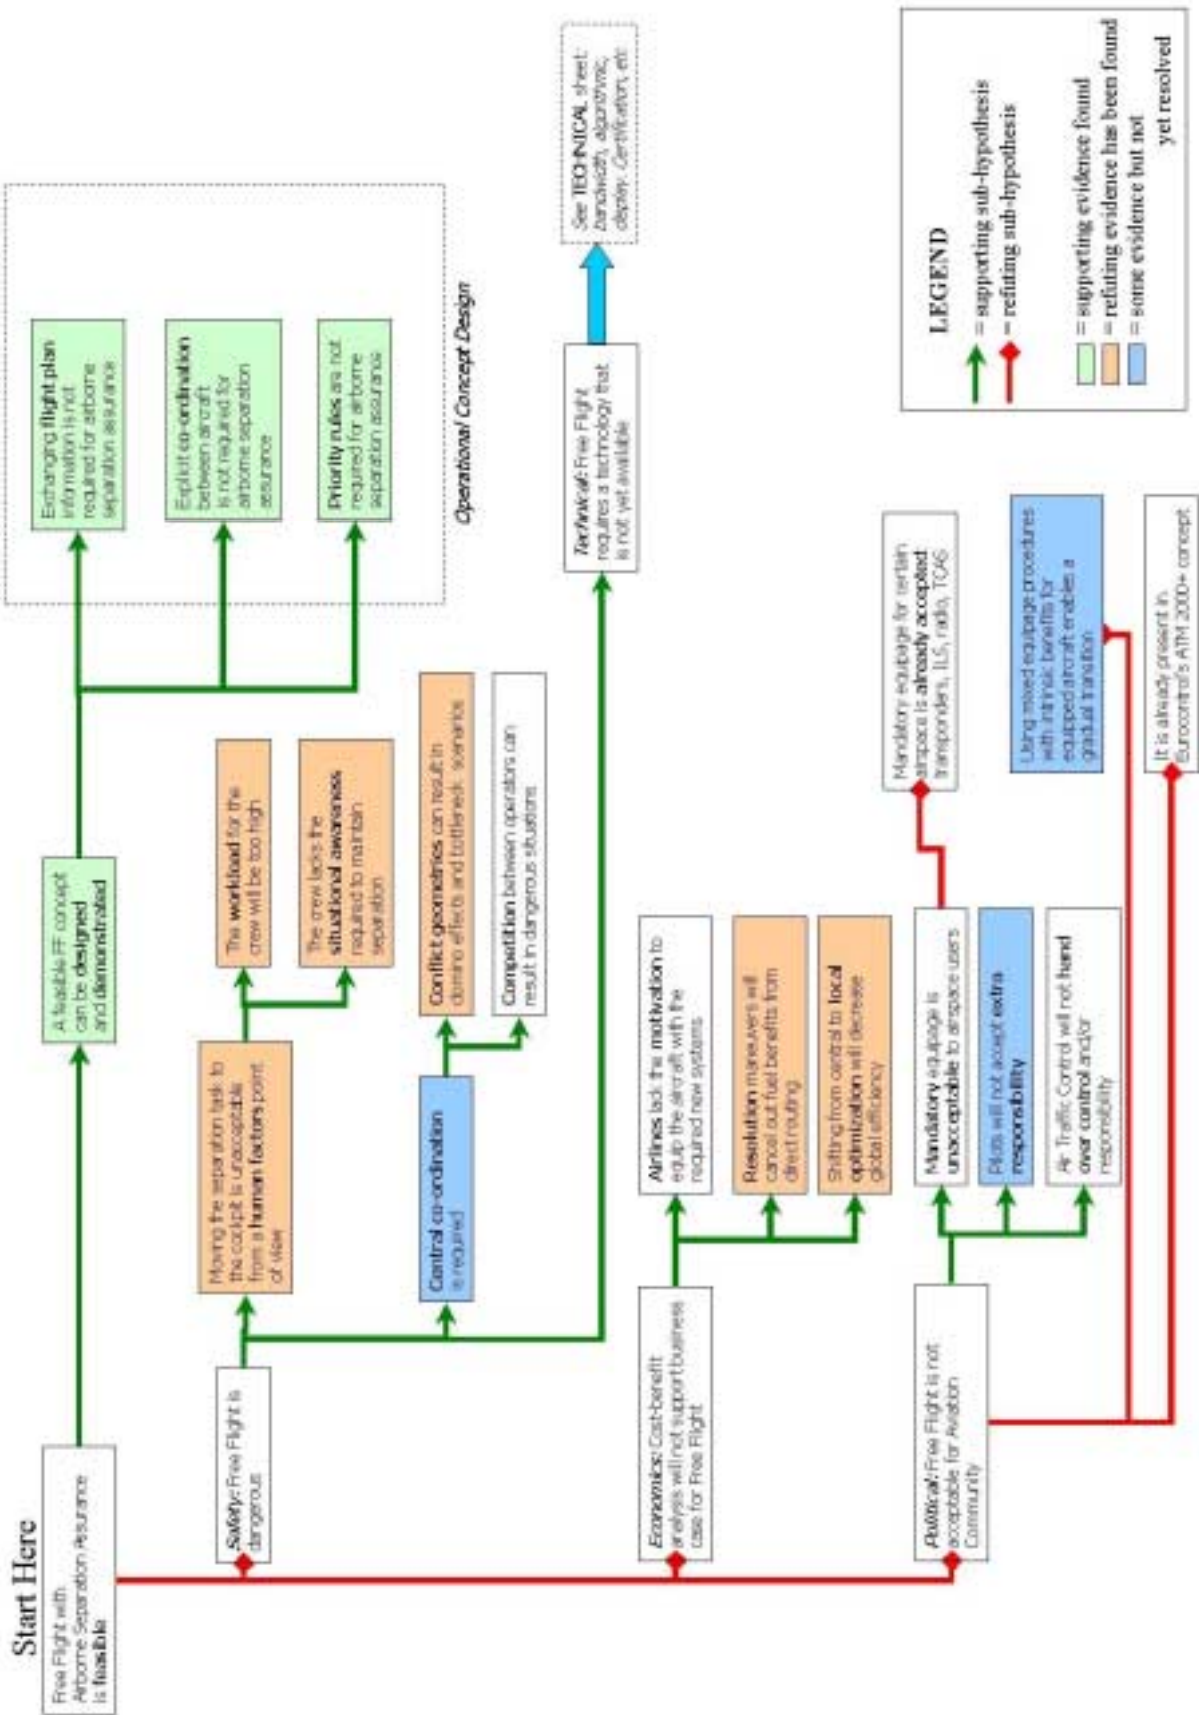 Start Here
Free Flight with
Airborne Separation Assurance
is feasible
A feasible FF concept
can be designed
and demonstrated
Exchanging flight plan
information is not
required for airborne
separation assurance
Explicit co-ordination
between aircraft
is not required for
airborne separation
assurance
Priority rules are not
required for airborne
separation assurance
Operational Concept Design
Safety: Free Flight is
dangerous
Moving the separation task to
the cockpit is unacceptable
from a human factors point
of view
The workload for the
crew will be too high
The crew lacks the
situational awareness
required to maintain
separation
Central co-ordination
is required
Conflict geometries can result in
domino effects and bottleneck scenarios
Competition between operators can
result in dangerous situations
Technical: Free Flight
requires a technology that
is not yet available
See TECHNICAL sheet:
bandwidth, algorithmic,
display. Certification, etc
Economics: Cost-benefit
analysis will not support business
case for Free Flight
Airlines lack the motivation to
equip the aircraft with the
required new systems
Resolution maneuvers will
cancel out fuel benefits from
direct routing
Shifting from central to local
optimization will decrease
global efficiency
Political: Free Flight is not
acceptable for Aviation
Community
Mandatory equipage is
unacceptable to airspace users
Pilots will not accept extra
responsibility
Air Traffic Control will not hand
over control and/or
responsibility
Mandatory equipage for certain
airspace is already accepted:
transponders, ILS, radio, TCAS
Using mixed equipage procedures
with intrinsic benefits for
equipped aircraft enables a
gradual transition
It is already present in
Eurocontrol's ATM 2000+ concept
LEGEND
= supporting sub-hypothesis
= refuting sub-hypothesis
= supporting evidence found
= refuting evidence has been found
= some evidence but not
yet resolved